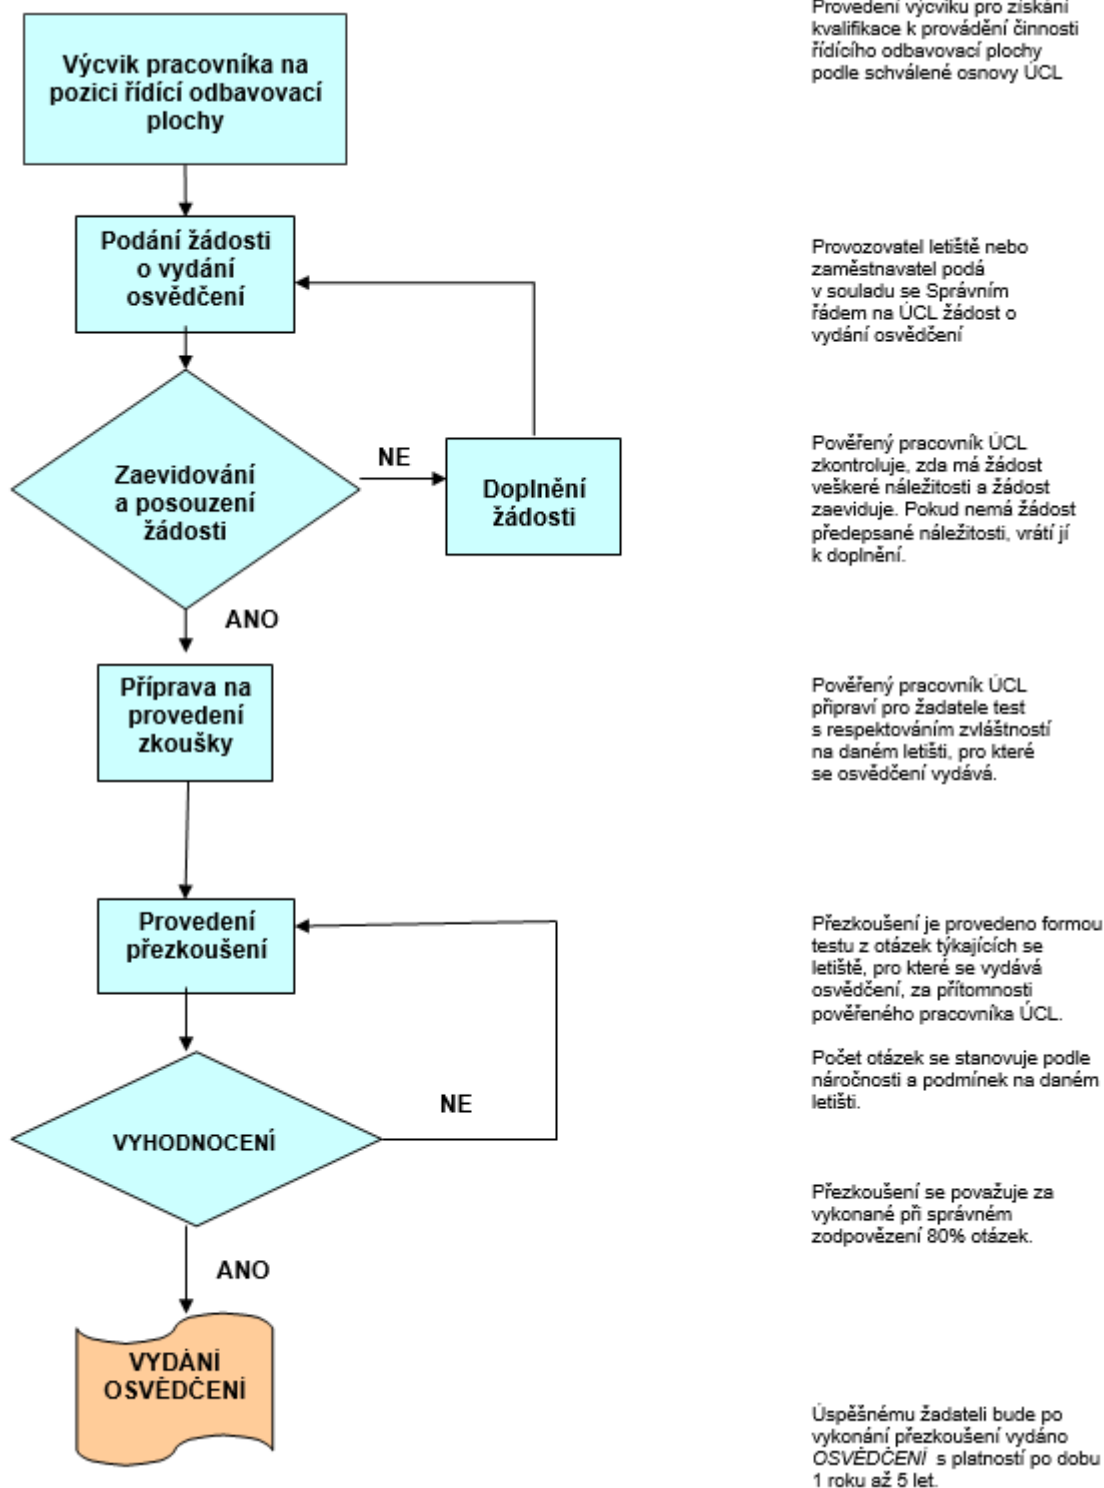 Provedení výcviku pro získání
kvalifikace k provádění činnosti
řídícího odbavovací plochy
podle schválené osnovy ÚCL
Výcvik pracovníka na
pozici řídící odbavovací
plochy
Podání žádosti
o vydání
osvědčení
Provozovatel letiště nebo
zaměstnavatel podá
v souladu se Správním
řádem na ÚCL žádost o
vydání osvědčení
Zaevidování
a posouzení
žádosti
NE
Doplnění
žádosti
Pověřený pracovník ÚCL
zkontroluje, zda má žádost
veškeré náležitosti a žádost
zaeviduje. Pokud nemá žádost
předepsané náležitosti, vrátí jí
k doplnění.
ANO
Příprava na
provedení
zkoušky
Pověřený pracovník ÚCL
připraví pro žadatele test
s respektováním zvláštností
na daném letišti, pro které
se osvědčení vydává.
Provedení
přezkoušení
Přezkoušení je provedeno formou
testu z otázek týkajících se
letiště, pro které se vydává
osvědčení, za přítomnosti
pověřeného pracovníka ÚCL.
Počet otázek se stanovuje podle
náročnosti a podmínek na daném
letišti.
VYHODNOCENÍ
NE
Přezkoušení se považuje za
vykonané při správném
zodpovězení 80% otázek.
ANO
VYDÁNÍ
OSVĚDČENÍ
Úspěšnému žadateli bude po
vykonání přezkoušení vydáno
OSVĚDČENÍ s platností po dobu
1 roku až 5 let.